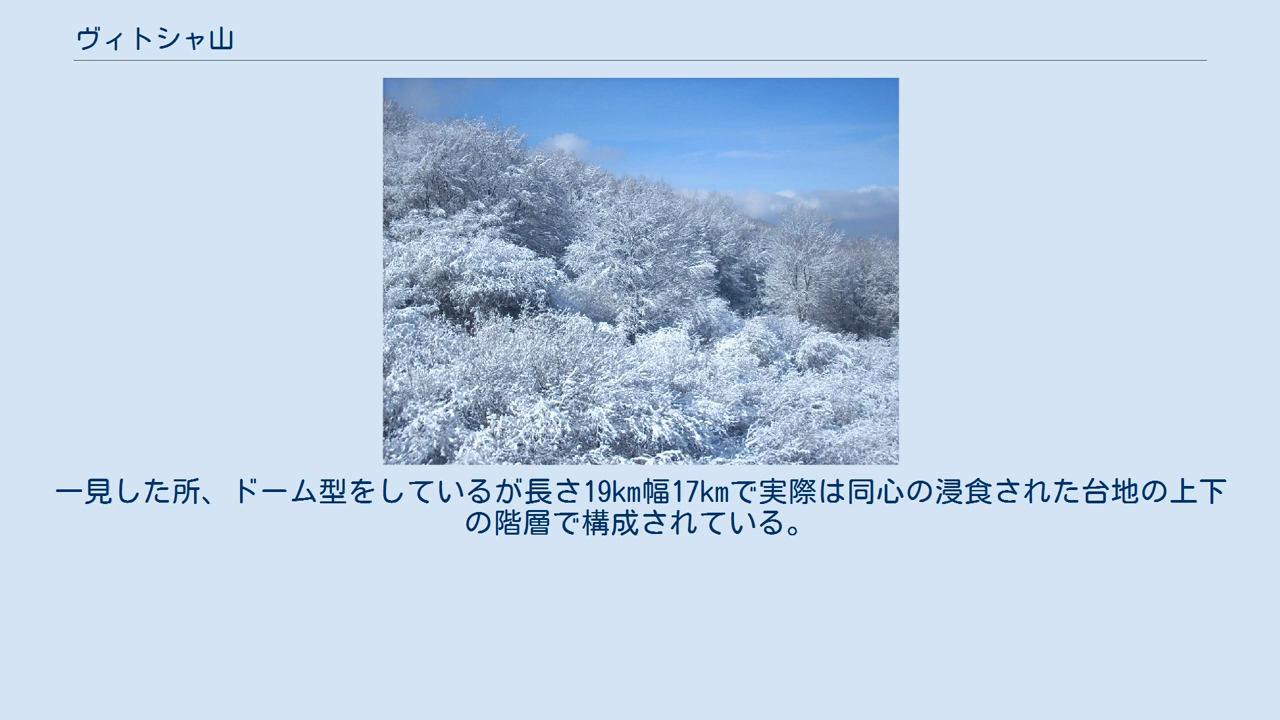 ヴィトシャ山
一見した所、ドーム型をしているが長さ19km幅17kmで実際は同心の浸食された台地の上下
の階層で構成されている。